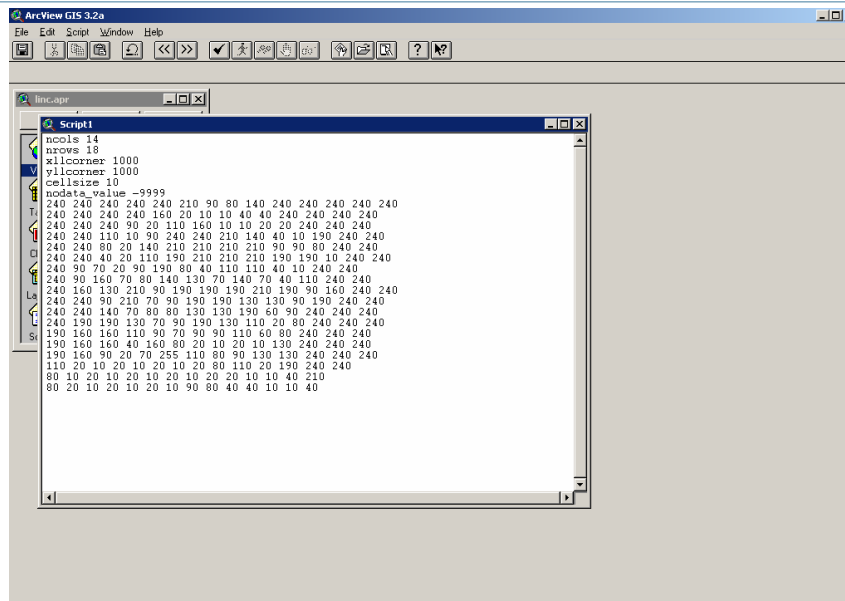 ArcView GIS 3.2a
File Edit Script Window Help
linc.apr
Script1
ncols 14
nrows 18
xllcorner 1000
yllcorner 1000
cellsize 10
nodata_value -9999
240 240 240 240 240 210 90 80 140 240 240 240 240 240
240 240 240 240 160 20 10 10 40 40 240 240 240 240
240 240 240 90 20 110 160 10 10 20 20 240 240 240
240 240 110 10 90 240 240 210 140 40 10 190 240 240
240 240 80 20 140 210 210 210 210 90 90 80 240 240
240 240 40 20 110 190 210 210 210 190 190 10 240 240
240 90 70 20 90 190 80 40 110 110 40 10 240 240
240 90 160 70 80 140 130 70 140 70 40 110 240 240
240 160 130 210 90 190 190 190 210 190 90 160 240 240
240 240 90 210 70 90 190 190 130 130 90 190 240 240
240 240 140 70 80 80 130 130 190 60 90 240 240 240
240 190 190 130 70 90 190 130 110 20 80 240 240 240
190 160 160 110 90 70 90 90 110 60 80 240 240 240
190 160 160 40 160 80 20 10 20 10 130 240 240 240
190 160 90 20 70 255 110 80 90 130 130 240 240 240
110 20 10 20 10 20 10 20 80 110 20 190 240 240
80 10 20 10 20 10 20 10 20 20 10 10 40 210
80 20 10 20 10 20 10 90 80 40 40 10 10 40